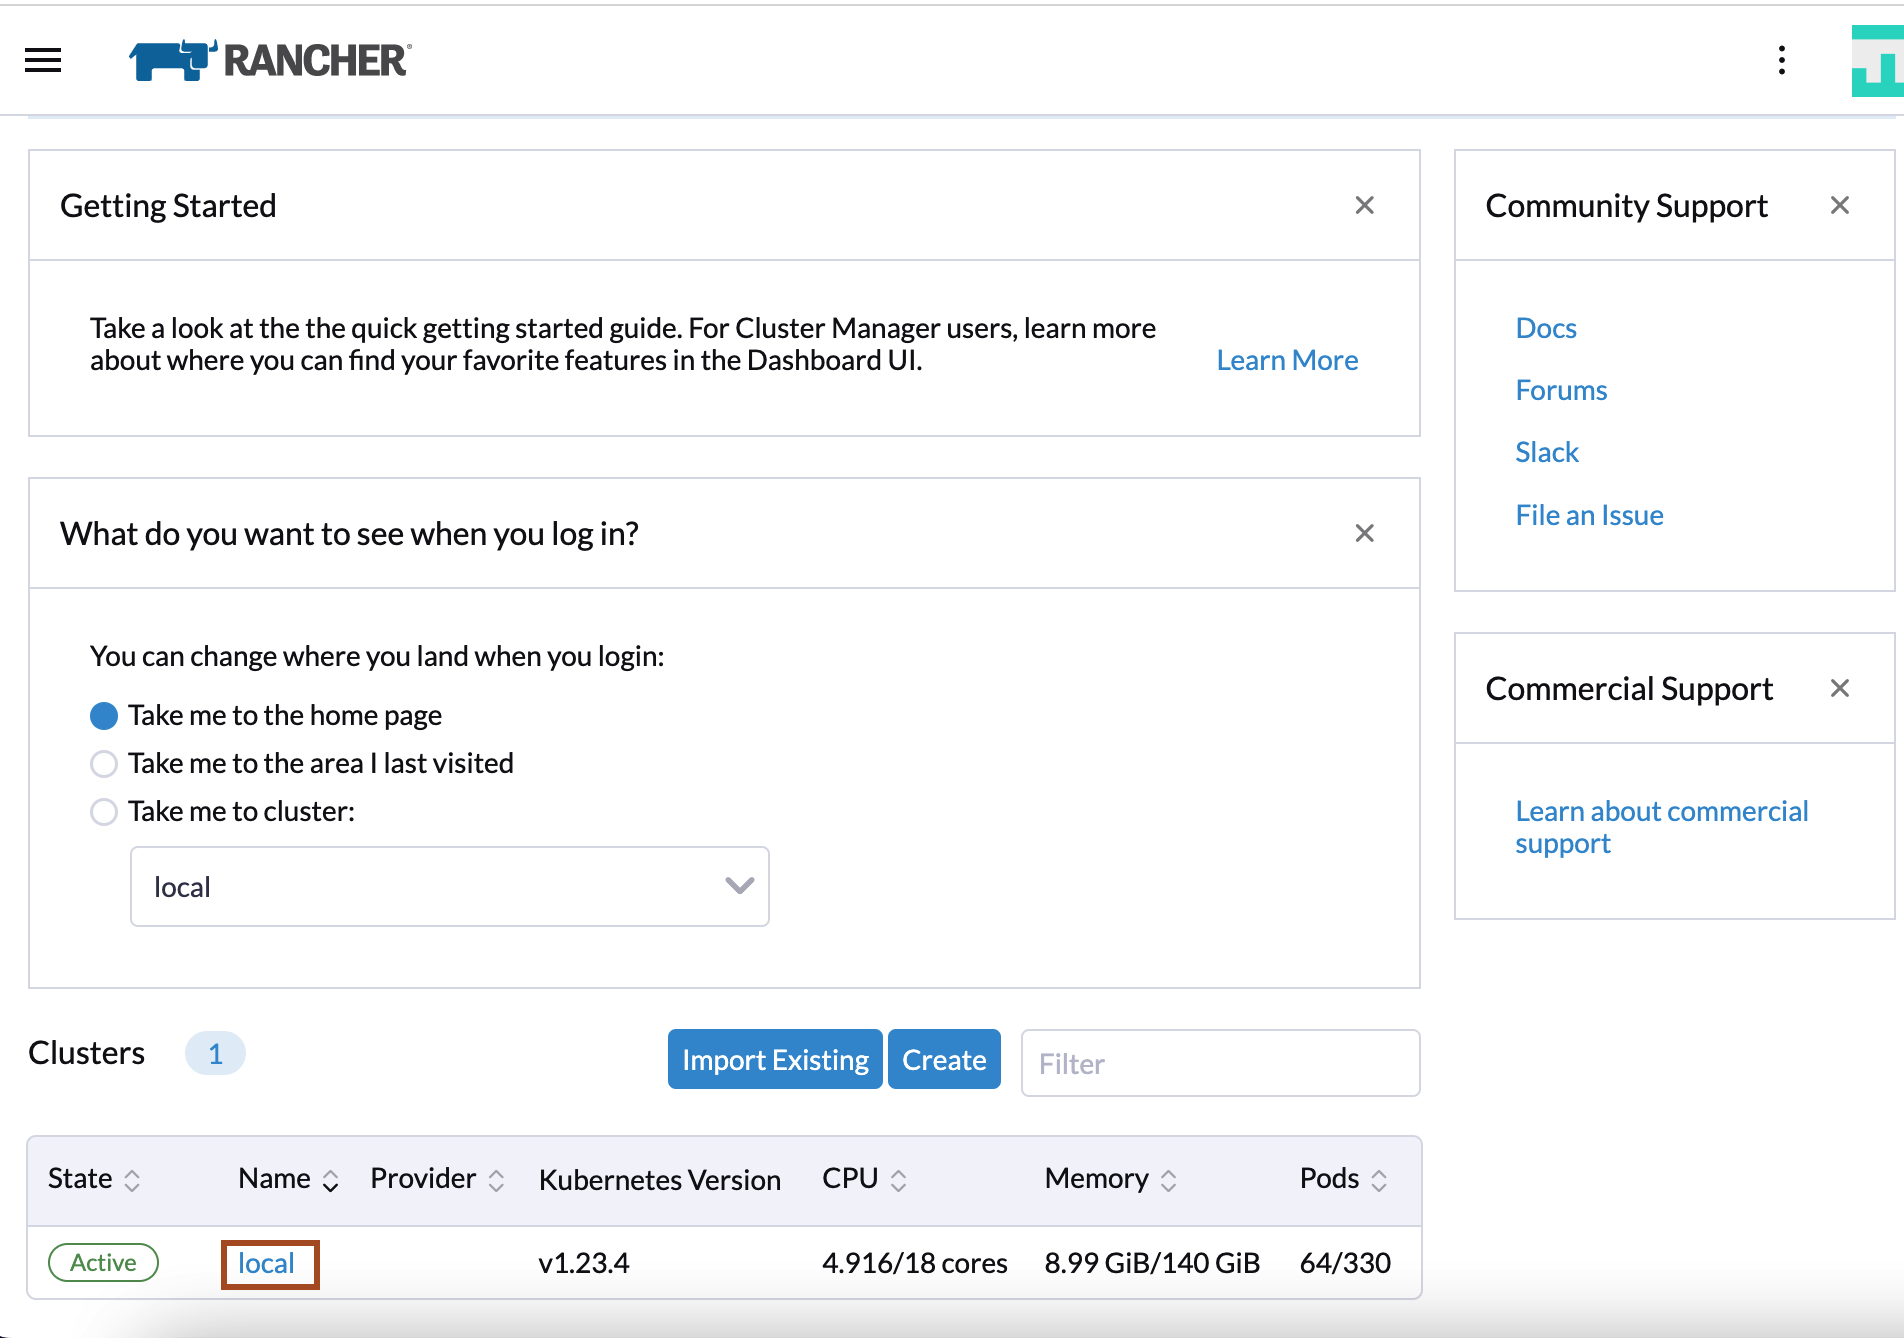 RANCHER®
Getting Started
Take a look at the the quick getting started guide. For Cluster Manager users, learn more
about where you can find your favorite features in the Dashboard UI.
Learn More
What do you want to see when you log in?
You can change where you land when you login:
Take me to the home page
Take me to the area I last visited
Take me to cluster:
local
Community Support
Docs
Forums
Slack
File an Issue
Commercial Support
Learn about commercial
support
Clusters 1 Import Existing Create Filter
State Name Provider Kubernetes Version CPU Memory Pods
Active local v1.23.4 4.916/18 cores 8.99 GiB/140 GiB 64/330